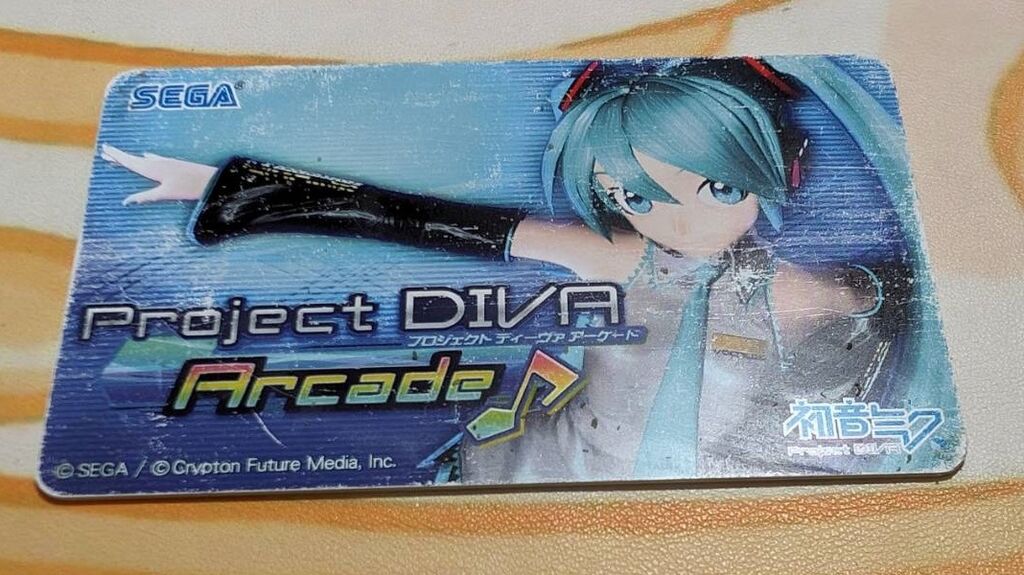 SEGA
Project DIVA
プロジェクト ディーヴァ アーケード
Arcade
© SEGA / © Crypton Future Media, Inc.
初音ミク
Project DIVA